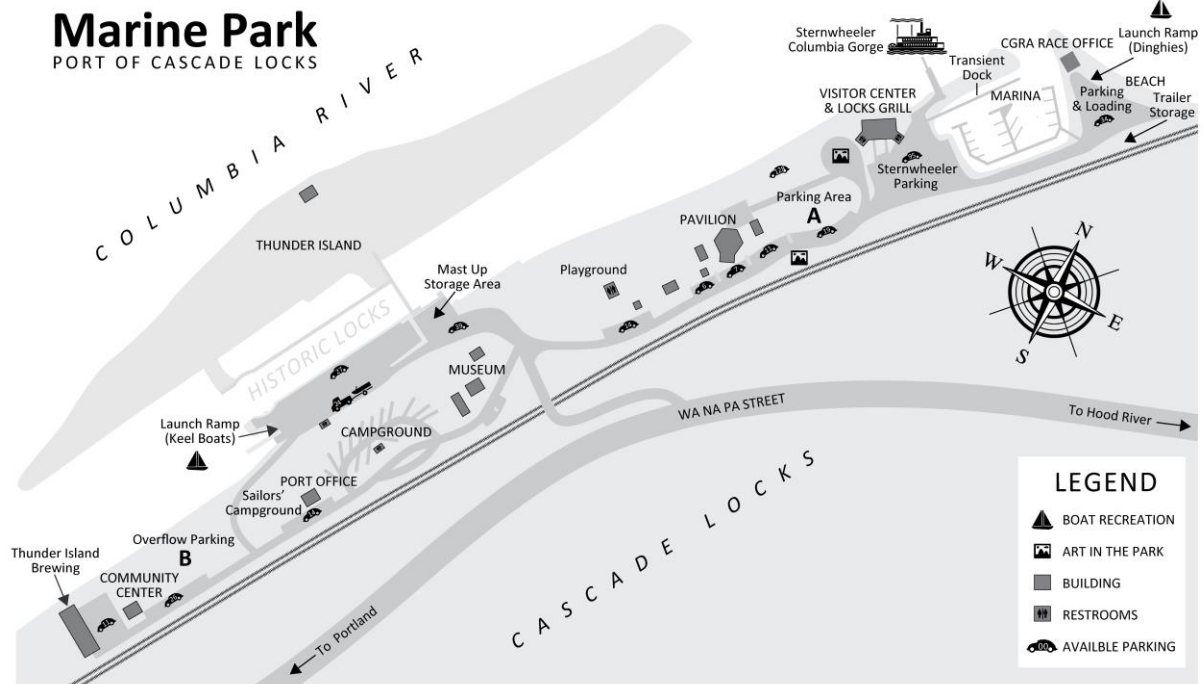 Marine Park
PORT OF CASCADE LOCKS
COLUMBIA RIVER
Sternwheeler
Columbia Gorge
Transient
Dock
CGRA RACE OFFICE
Launch Ramp
(Dinghies)
BEACH
MARINA
Parking
& Loading
Trailer
Storage
VISITOR CENTER
& LOCKS GRILL
Sternwheeler
Parking
Parking Area
A
PAVILION
Playground
THUNDER ISLAND
Mast Up
Storage Area
HISTORIC LOCKS
MUSEUM
Launch Ramp
(Keel Boats)
CAMPGROUND
PORT OFFICE
Sailors'
Campground
Overflow Parking
B
Thunder Island
Brewing
COMMUNITY
CENTER
WA NA PA STREET
To Hood River
To Portland
CASCADE LOCKS
N
W
E
S
LEGEND
BOAT RECREATION
ART IN THE PARK
BUILDING
RESTROOMS
00
AVAILBLE PARKING